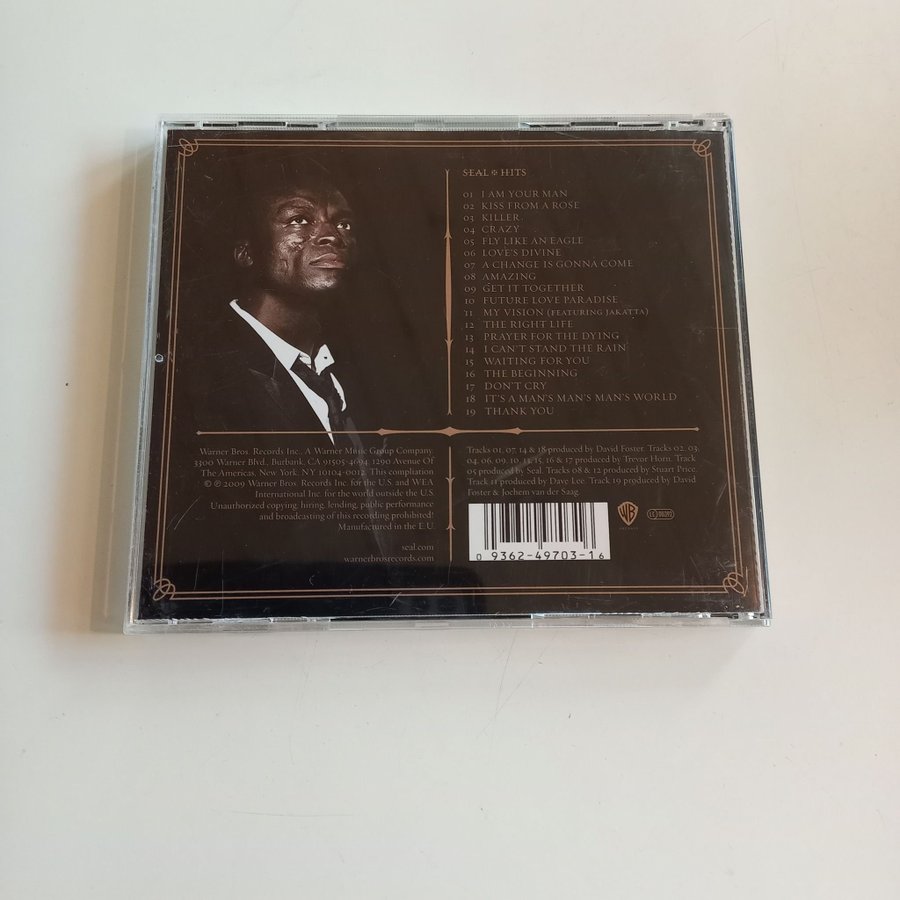 SEAL ※ HITS
01 I AM YOUR MAN
02 KISS FROM A ROSE
03 KILLER
04 CRAZY
05 FLY LIKE AN EAGLE
06 LOVE'S DIVINE
07 A CHANGE IS GONNA COME
08 AMAZING
09 GET IT TOGETHER
10 FUTURE LOVE PARADISE
11 MY VISION (FEATURING JAKATTA)
12 THE RIGHT LIFE
13 PRAYER FOR THE DYING
14 I CAN'T STAND THE RAIN
15 WAITING FOR YOU
16 THE BEGINNING
17 DON'T CRY
18 IT'S A MAN'S MAN'S MAN'S WORLD
19 THANK YOU
Warner Bros. Records Inc., A Warner Music Group Company,
3300 Warner Blvd., Burbank, CA 91505-4694 1290 Avenue Of
The Americas, New York, NY 10104-0012. This compliation
© ℗ 2009 Warner Bros. Records Inc. for the U.S. and WEA
International Inc. for the world outside the U.S.
Unauthorized copying, hiring, lending, public performance
and broadcasting of this recording prohibited!
Manufactured in the E.U.
seal.com
warnerbrosrecords.com
Tracks 01, 07, 14 & 18 produced by David Foster. Tracks 02, 03,
04, 06, 09, 10, 13, 15, 16 & 17 produced by Trevor Horn. Track
05 produced by Seal. Tracks 08 & 12 produced by Stuart Price.
Track 11 produced by Dave Lee. Track 19 produced by David
Foster & Jochem van der Saag.
WB
LC 00392
0 9362-49703-1 6